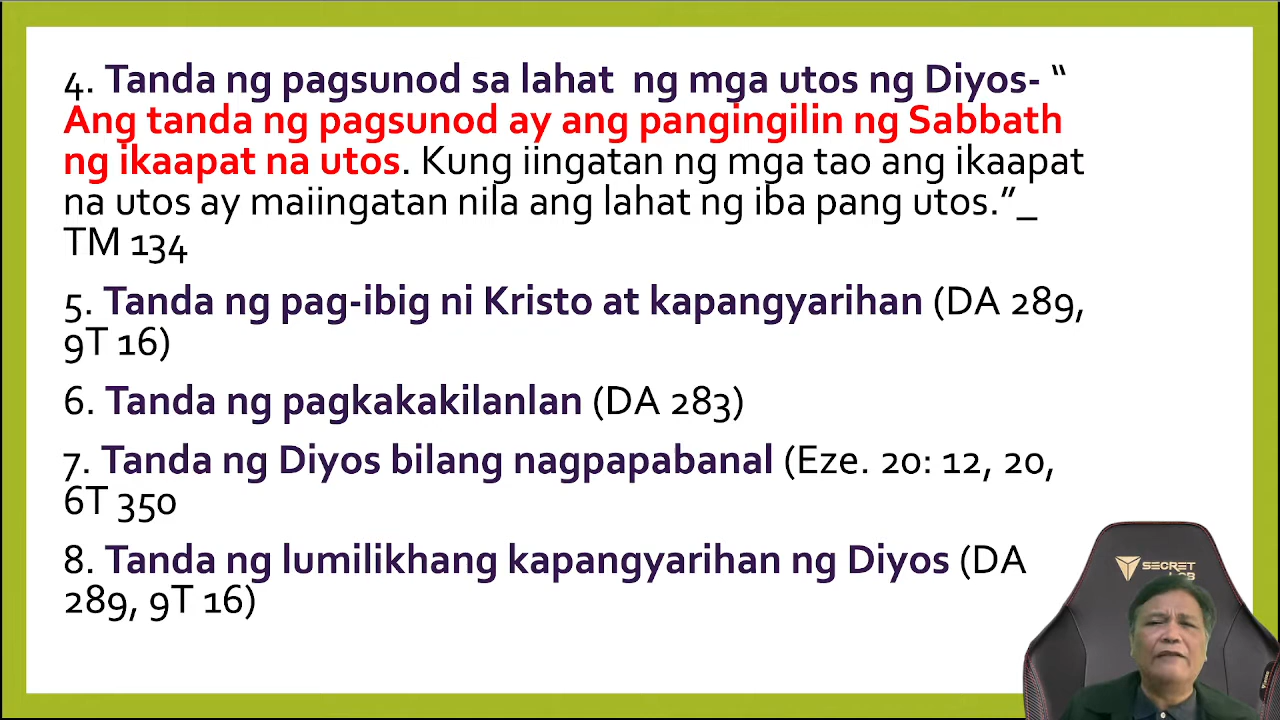 4. Tanda ng pagsunod sa lahat ng mga utos ng Diyos- “
Ang tanda ng pagsunod ay ang pangingilin ng Sabbath
ng ikaapat na utos. Kung iingatan ng mga tao ang ikaapat
na utos ay maiingatan nila ang lahat ng iba pang utos.”_
TM 134
5. Tanda ng pag-ibig ni Kristo at kapangyarihan (DA 289,
9T 16)
6. Tanda ng pagkakakilanlan (DA 283)
7. Tanda ng Diyos bilang nagpapabanal (Eze. 20: 12, 20,
6T 350
8. Tanda ng lumilikhang kapangyarihan ng Diyos (DA
289, 9T 16)
SECRET
LAB